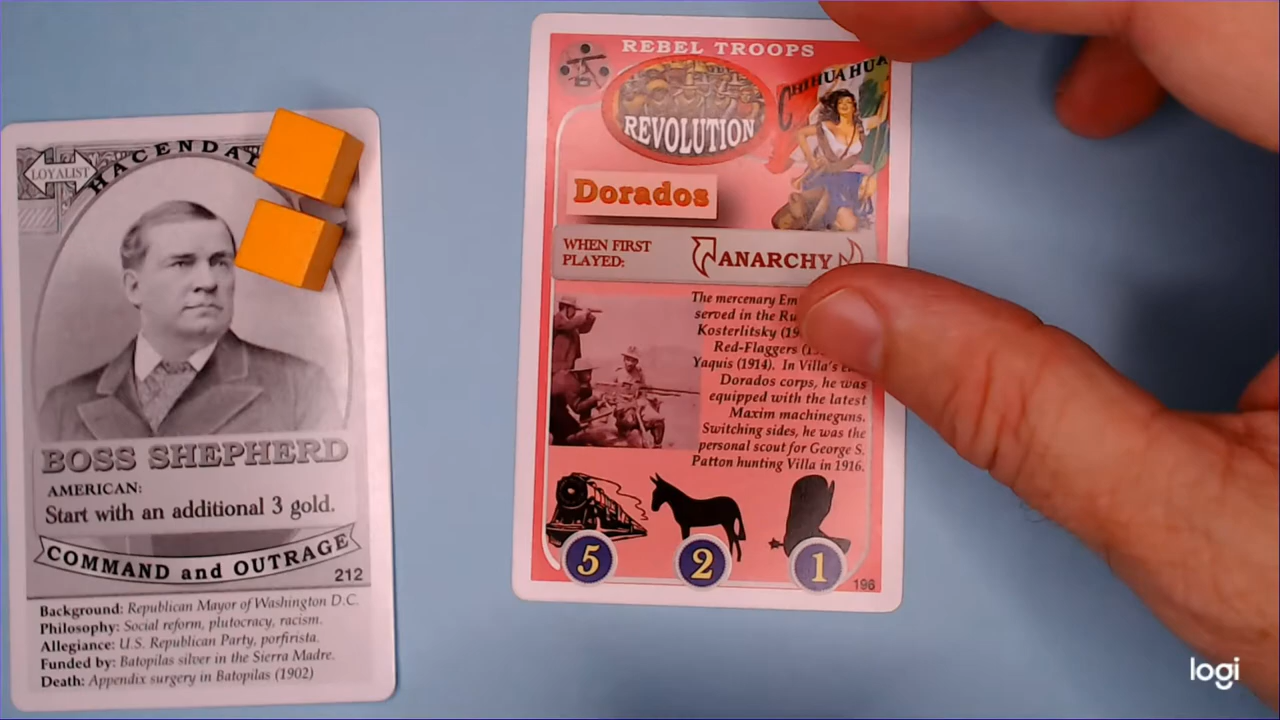 HACENDA
LOYALIST
BOSS SHEPHERD
AMERICAN:
Start with an additional 3 gold.
COMMAND and OUTRAGE
212
Background: Republican Mayor of Washington D.C.
Philosophy: Social reform, plutocracy, racism.
Allegiance: U.S. Republican Party, porfirista.
Funded by: Batopilas silver in the Sierra Madre.
Death: Appendix surgery in Batopilas (1902)
REBEL TROOPS
CHIHUAHUA
REVOLUTION
Dorados
WHEN FIRST
PLAYED:
ANARCHY
The mercenary
served in the
Kosterlitsky
Red-Flaggers
Yaquis (1914). In Villa's
Dorados corps, he was
equipped with the latest
Maxim machineguns.
Switching sides, he was the
personal scout for George S.
Patton hunting Villa in 1916.
5 2 1
196
logi